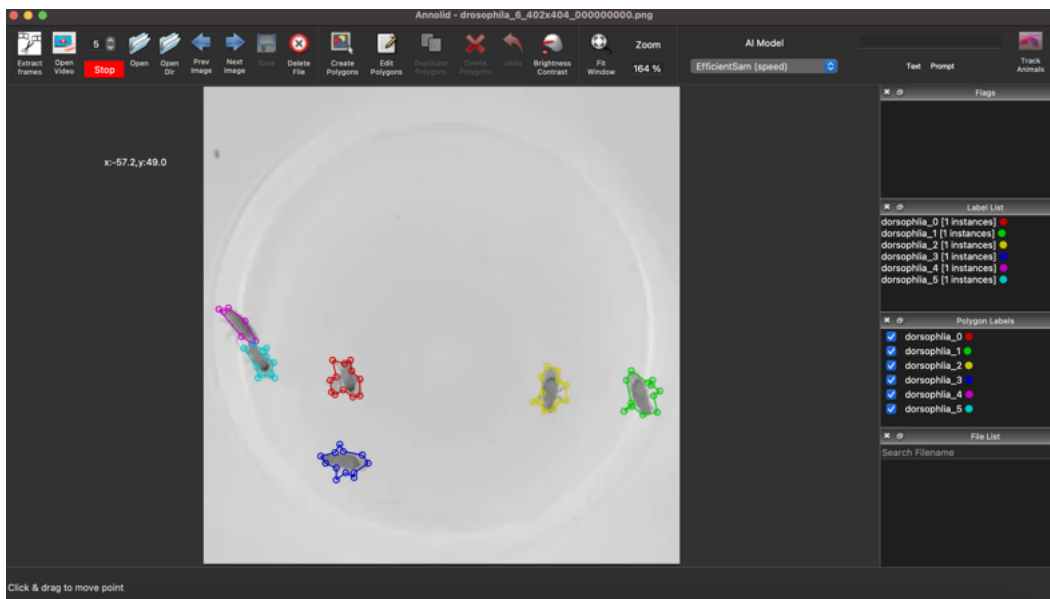 Annolid - drosophila_6_402x404_000000000.png
Extract frames
Open Video
5
Stop
Open
Open Dir
Prev Image
Next Image
Save
Delete File
Create Polygons
Edit Polygons
Duplicate Polygons
Delete Polygons
Undo
Brightness Contrast
Fit Window
Zoom
164 %
AI Model
EfficientSam (speed)
Text Prompt
Track Animals
x:-57.2,y:49.0
Flags
Label List
dorsophlia_0 [1 instances]
dorsophlia_1 [1 instances]
dorsophlia_2 [1 instances]
dorsophlia_3 [1 instances]
dorsophlia_4 [1 instances]
dorsophlia_5 [1 instances]
Polygon Labels
dorsophlia_0
dorsophlia_1
dorsophlia_2
dorsophlia_3
dorsophlia_4
dorsophlia_5
File List
Search Filename
Click & drag to move point